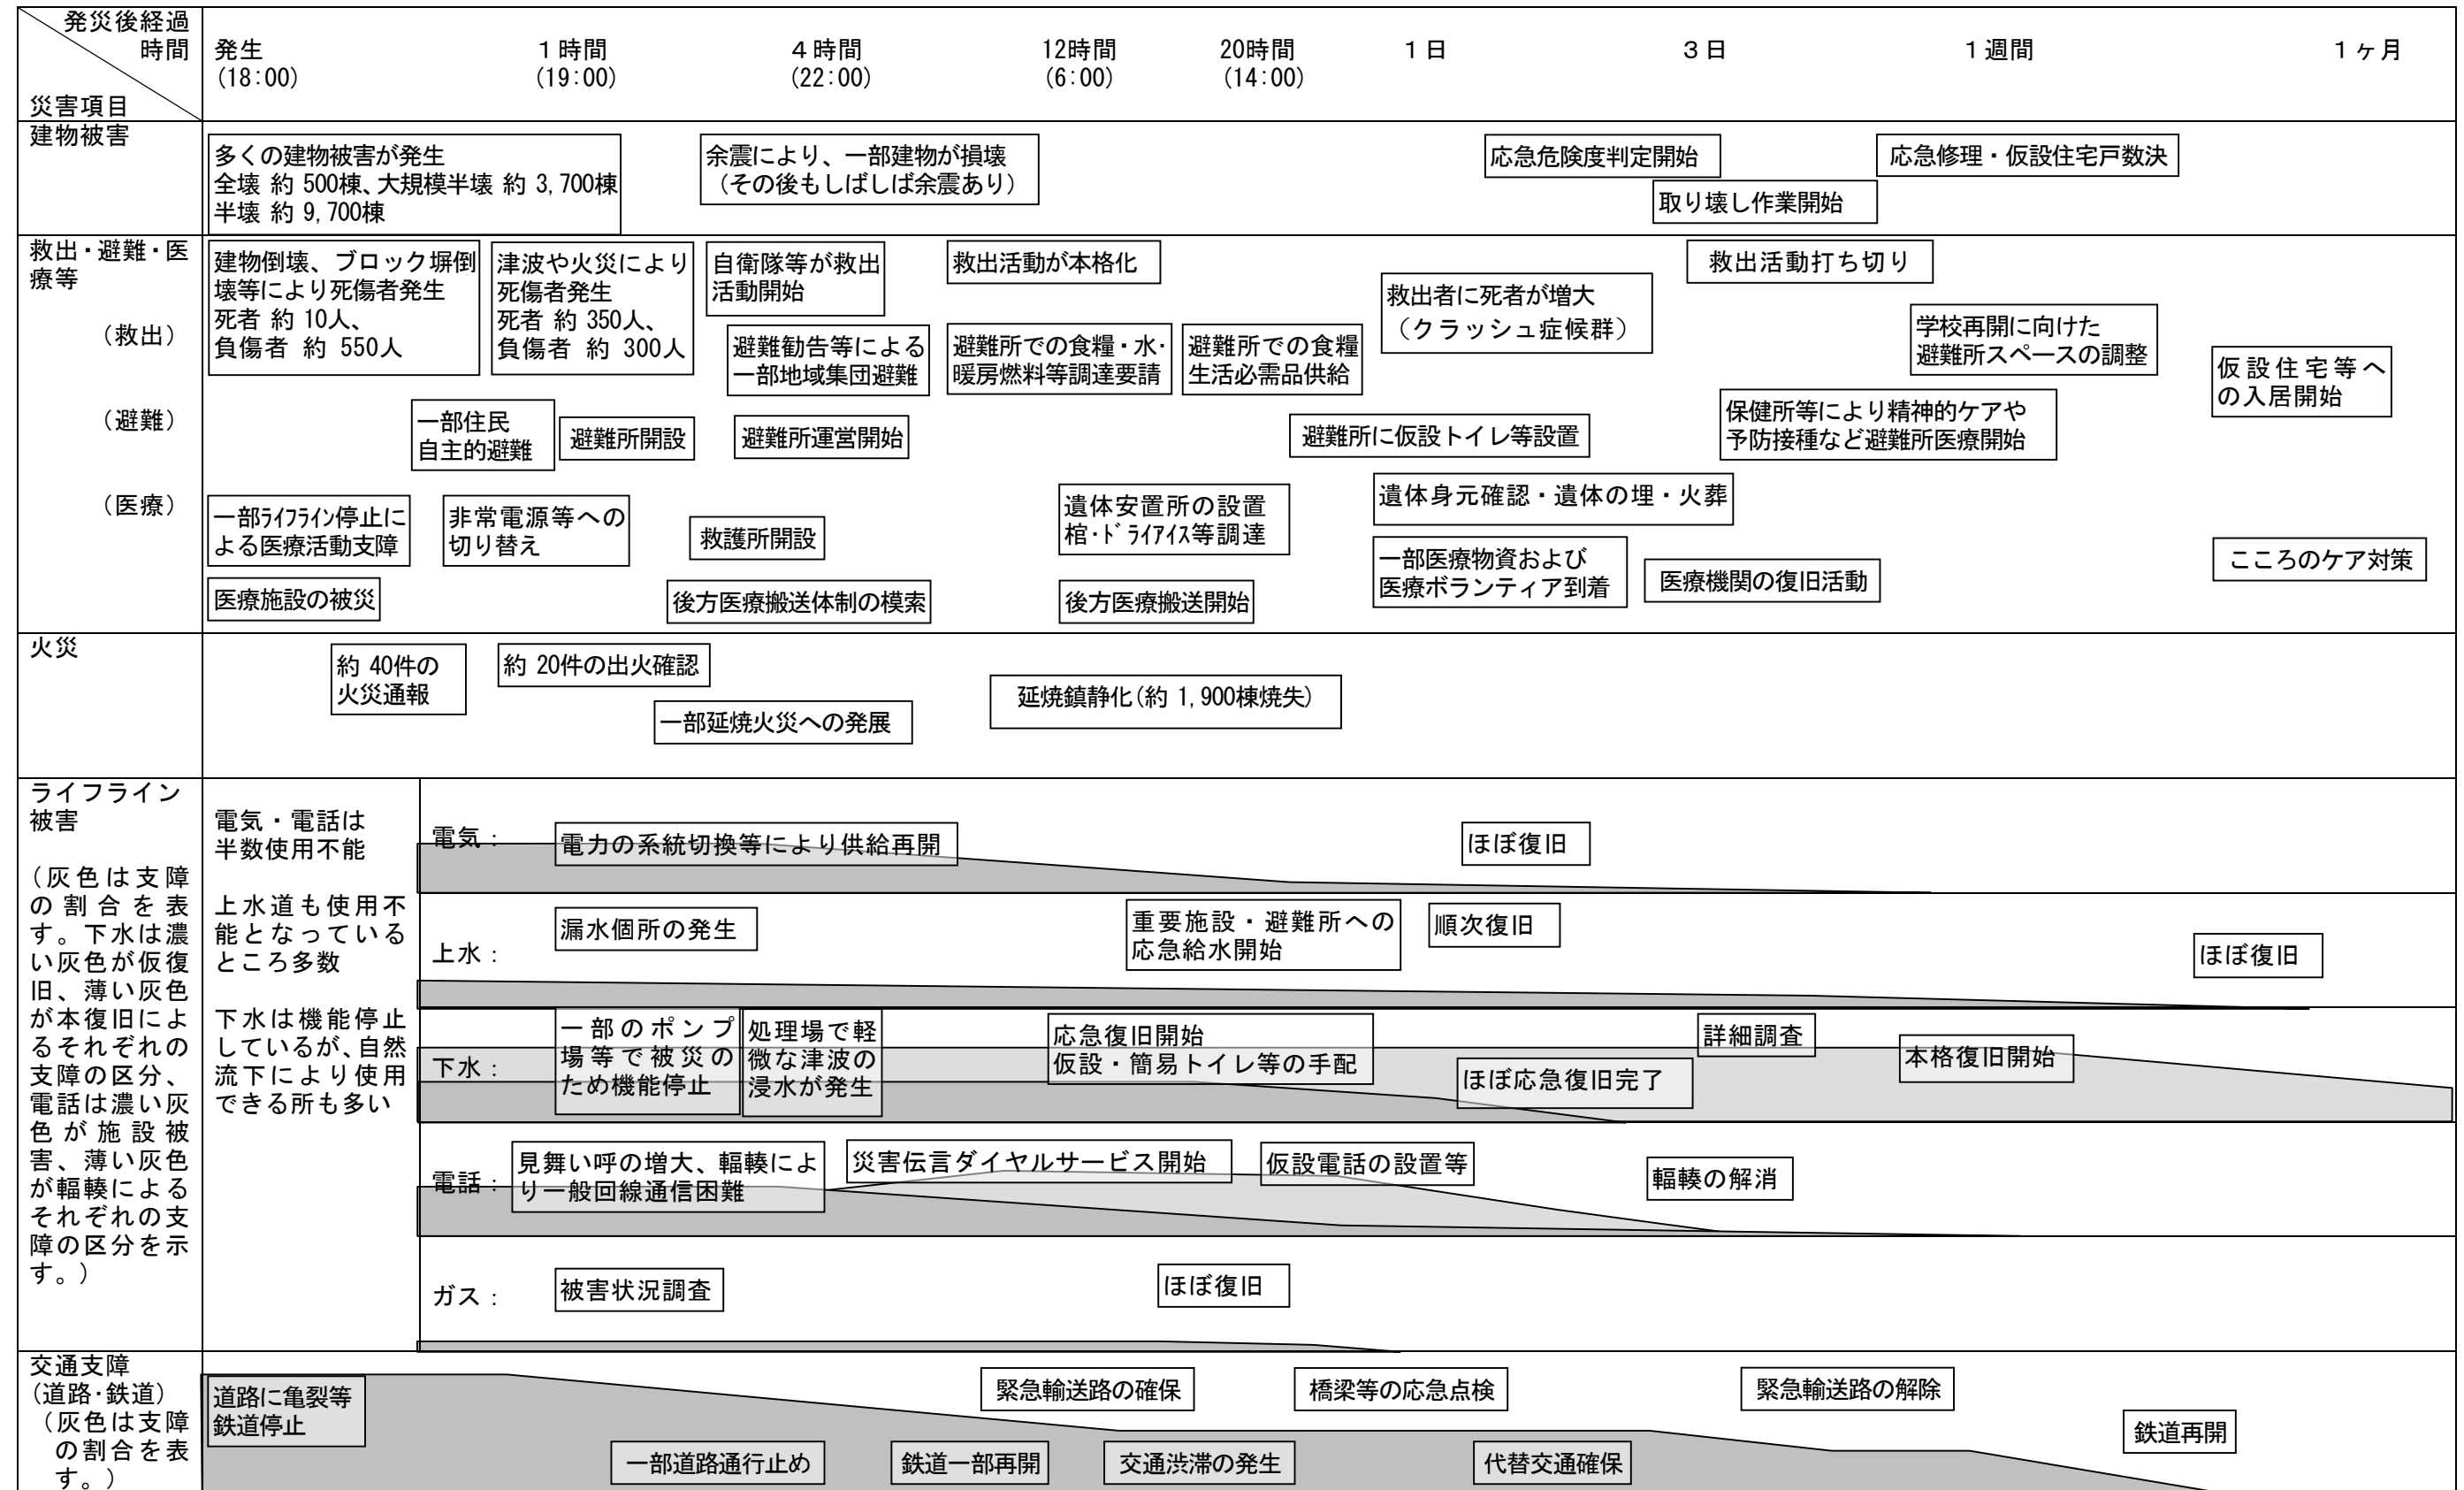 発災後経過
時間
災害項目
発生
(18:00)
1時間
(19:00)
4時間
(22:00)
12時間
(6:00)
20時間
(14:00)
1日
3日
1週間
1ヶ月
建物被害
多くの建物被害が発生
全壊 約 500棟、大規模半壊 約 3,700棟
半壊 約 9,700棟
余震により、一部建物が損壊
(その後もしばしば余震あり)
応急危険度判定開始
取り壊し作業開始
応急修理・仮設住宅戸数決
救出・避難・医
療等
(救出)
(避難)
(医療)
建物倒壊、ブロック塀倒
壊等により死傷者発生
死者 約 10人、
負傷者 約 550人
津波や火災により
死傷者発生
死者 約 350人、
負傷者 約 300人
自衛隊等が救出
活動開始
救出活動が本格化
救出者に死者が増大
(クラッシュ症候群)
救出活動打ち切り
避難勧告等による
一部地域集団避難
避難所での食糧・水・
暖房燃料等調達要請
避難所での食糧
生活必需品供給
学校再開に向けた
避難所スペースの調整
仮設住宅等へ
の入居開始
一部住民
自主的避難
避難所開設
避難所運営開始
避難所に仮設トイレ等設置
保健所等により精神的ケアや
予防接種など避難所医療開始
一部ﾗｲﾌﾗｲﾝ停止に
よる医療活動支障
非常電源等への
切り替え
救護所開設
遺体安置所の設置
棺・ﾄﾞﾗｲｱｲｽ等調達
遺体身元確認・遺体の埋・火葬
一部医療物資および
医療ボランティア到着
医療施設の被災
後方医療搬送体制の模索
後方医療搬送開始
医療機関の復旧活動
こころのケア対策
火災
約 40件の
火災通報
約 20件の出火確認
一部延焼火災への発展
延焼鎮静化(約 1,900棟焼失)
ライフライン
被害
(灰色は支障
の割合を表
す。下水は濃
い灰色が仮復
旧、薄い灰色
が本復旧によ
るそれぞれの
支障の区分、
電話は濃い灰
色が施設被
害、薄い灰色
が輻輳による
それぞれの支
障の区分を示
す。)
電気・電話は
半数使用不能
上水道も使用不
能となっている
ところ多数
下水は機能停止
しているが、自然
流下により使用
できる所も多い
電気：
電力の系統切換等により供給再開
ほぼ復旧
上水：
漏水個所の発生
重要施設・避難所への
応急給水開始
順次復旧
ほぼ復旧
下水：
一部のポンプ
場等で被災の
ため機能停止
処理場で軽
微な津波の
浸水が発生
応急復旧開始
仮設・簡易トイレ等の手配
ほぼ応急復旧完了
詳細調査
本格復旧開始
電話：
見舞い呼の増大、輻輳によ
り一般回線通信困難
災害伝言ダイヤルサービス開始
仮設電話の設置等
輻輳の解消
ガス：
被害状況調査
ほぼ復旧
交通支障
(道路・鉄道)
(灰色は支障
の割合を表
す。)
道路に亀裂等
鉄道停止
一部道路通行止め
鉄道一部再開
緊急輸送路の確保
交通渋滞の発生
橋梁等の応急点検
代替交通確保
緊急輸送路の解除
鉄道再開